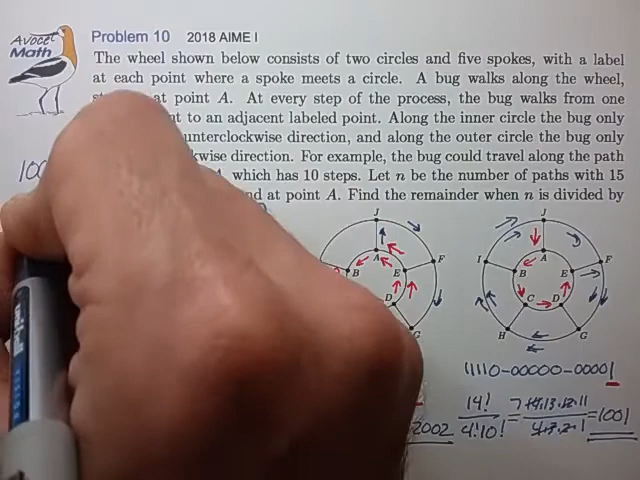 Avocet
Math
Problem 10 2018 AIME I
The wheel shown below consists of two circles and five spokes, with a label
at each point where a spoke meets a circle. A bug walks along the wheel,
at point A. At every step of the process, the bug walks from one
to an adjacent labeled point. Along the inner circle the bug only
direction, and along the outer circle the bug only
direction. For example, the bug could travel along the path
which has 10 steps. Let n be the number of paths with 15
at point A. Find the remainder when n is divided by
100
J J
F I F
A A
B E B E
D C D
G H G
11110-00000-00001
2002 14!/4!10! = =1001